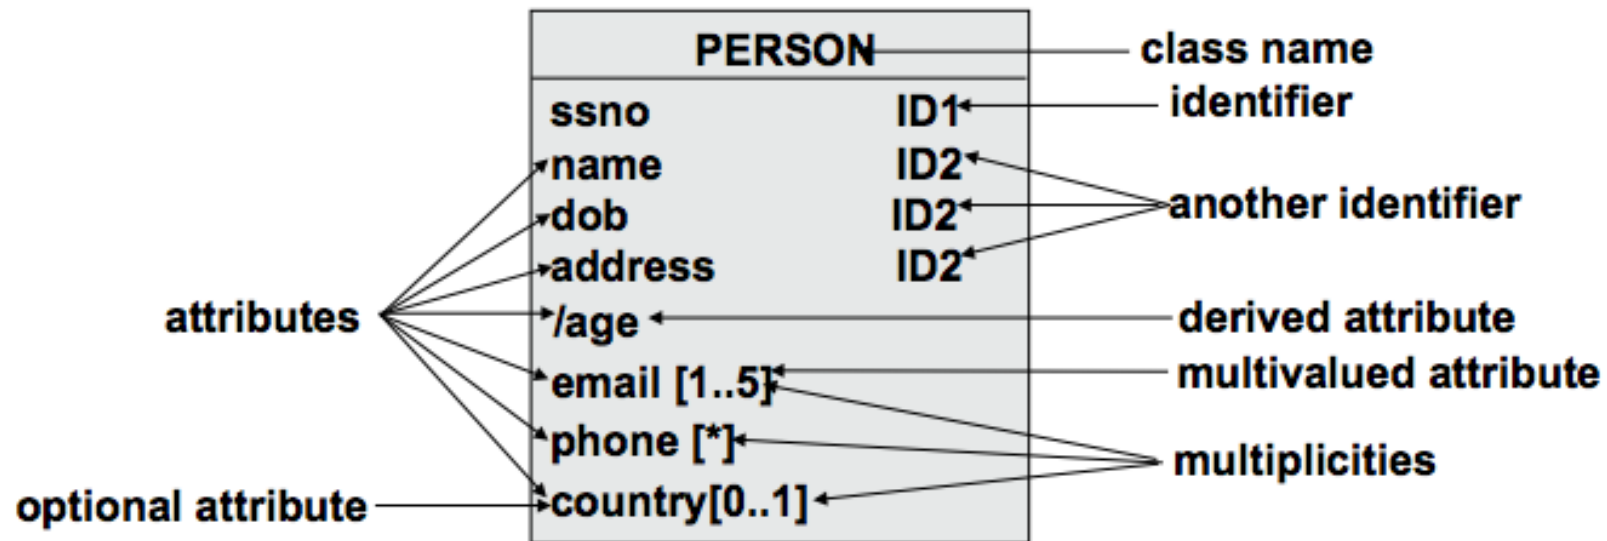 PERSON class name
ssno ID1 identifier
name ID2
dob ID2 another identifier
address ID2
attributes /age derived attribute
email [1..5] multivalued attribute
phone [*] multiplicities
optional attribute country[0..1]